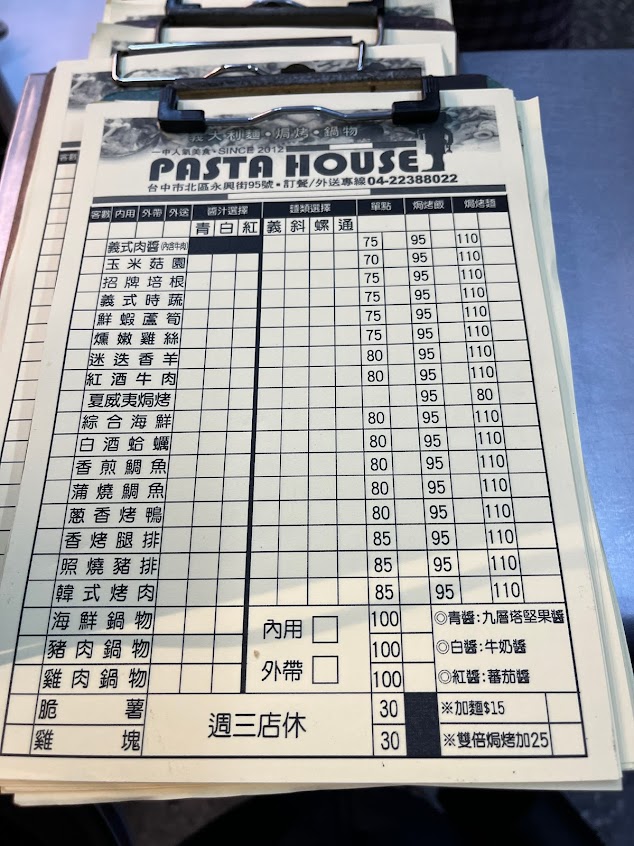 義大利麵•焗烤•鍋物
一中人氣美食•SINCE 2012
PASTA HOUSE
台中市北區永興街95號•訂餐/外送專線04-22388022
客數 內用 外帶 外送 醬汁選擇 麵類選擇 單點 焗烤飯 焗烤麵
青 白 紅 義 斜 螺 通
義式肉醬(內含牛肉) 75 95 110
玉米菇園 70 95 110
招牌培根 75 95 110
義式時蔬 75 95 110
鮮蝦蘆筍 75 95 110
燻嫩雞絲 75 95 110
迷迭香羊 80 95 110
紅酒牛肉 80 95 110
夏威夷焗烤 95 80
綜合海鮮 80 95 110
白酒蛤蠣 80 95 110
香煎鯛魚 80 95 110
蒲燒鯛魚 80 95 110
蔥香烤鴨 80 95 110
香烤腿排 85 95 110
照燒豬排 85 95 110
韓式烤肉 85 95 110
海鮮鍋物 內用 100 ◎青醬:九層塔堅果醬
豬肉鍋物 100 ◎白醬:牛奶醬
雞肉鍋物 外帶 100 ◎紅醬:蕃茄醬
脆薯 週三店休 30 ※加麵$15
雞塊 30 ※雙倍焗烤加25